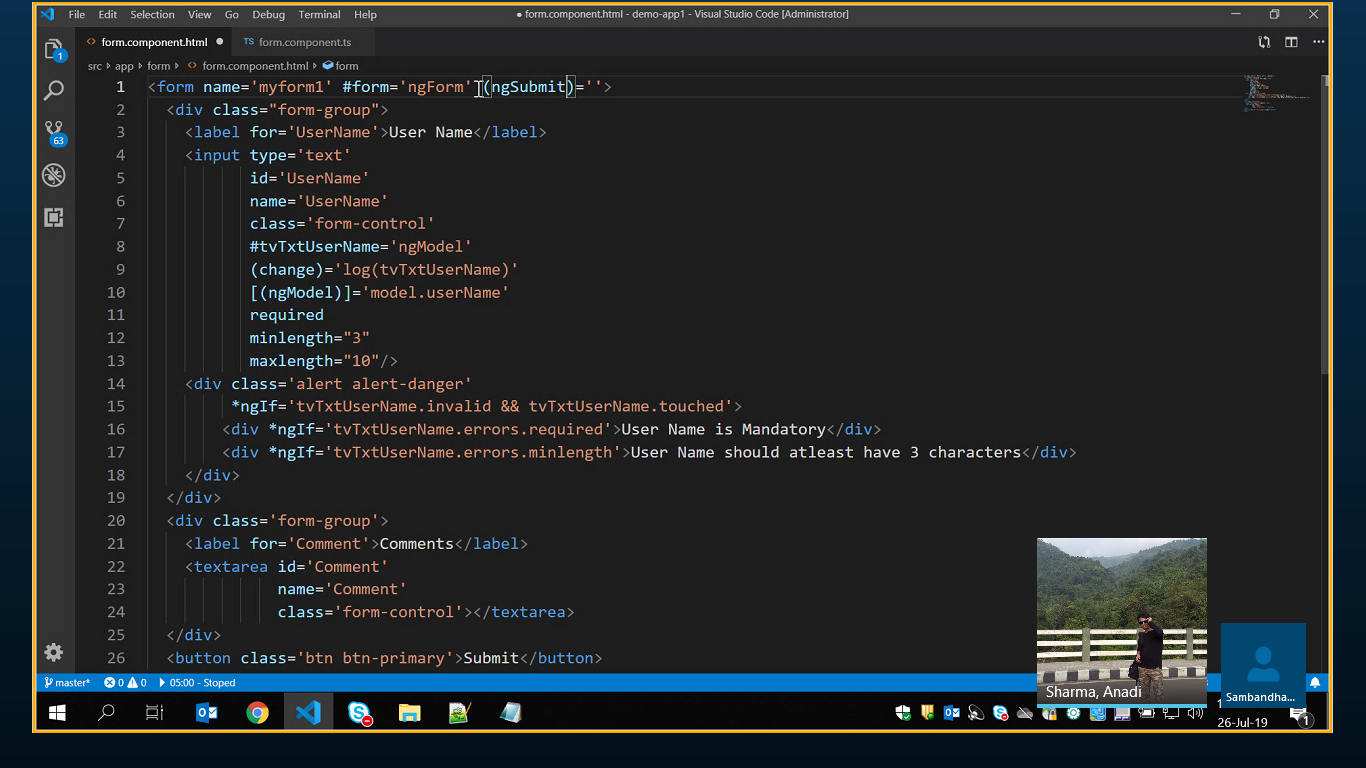 File Edit Selection View Go Debug Terminal Help ● form.component.html - demo-app1 - Visual Studio Code [Administrator]
<> form.component.html ● TS form.component.ts
src > app > form > <> form.component.html > form
1 <form name='myform1' #form='ngForm' (ngSubmit)=''>
2 <div class="form-group">
3 <label for='UserName'>User Name</label>
4 <input type='text'
5 id='UserName'
6 name='UserName'
7 class='form-control'
8 #tvTxtUserName='ngModel'
9 (change)='log(tvTxtUserName)'
10 [(ngModel)]='model.userName'
11 required
12 minlength="3"
13 maxlength="10"/>
14 <div class='alert alert-danger'
15 *ngIf='tvTxtUserName.invalid && tvTxtUserName.touched'>
16 <div *ngIf='tvTxtUserName.errors.required'>User Name is Mandatory</div>
17 <div *ngIf='tvTxtUserName.errors.minlength'>User Name should atleast have 3 characters</div>
18 </div>
19 </div>
20 <div class='form-group'>
21 <label for='Comment'>Comments</label>
22 <textarea id='Comment'
23 name='Comment'
24 class='form-control'></textarea>
25 </div>
26 <button class='btn btn-primary'>Submit</button>
1
63
Sharma, Anadi
Sambandha...
master* 0 0 05:00 - Stoped
26-Jul-19
1